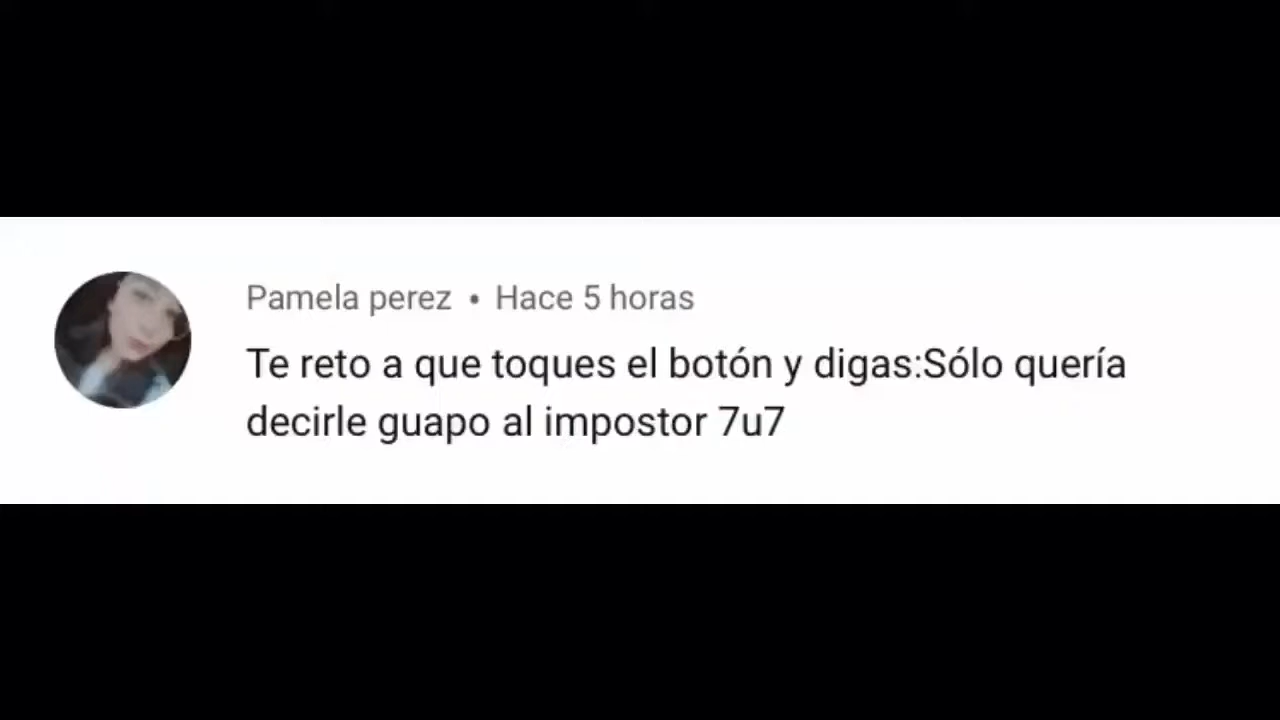 Pamela perez • Hace 5 horas
Te reto a que toques el botón y digas:Sólo quería
decirle guapo al impostor 7u7